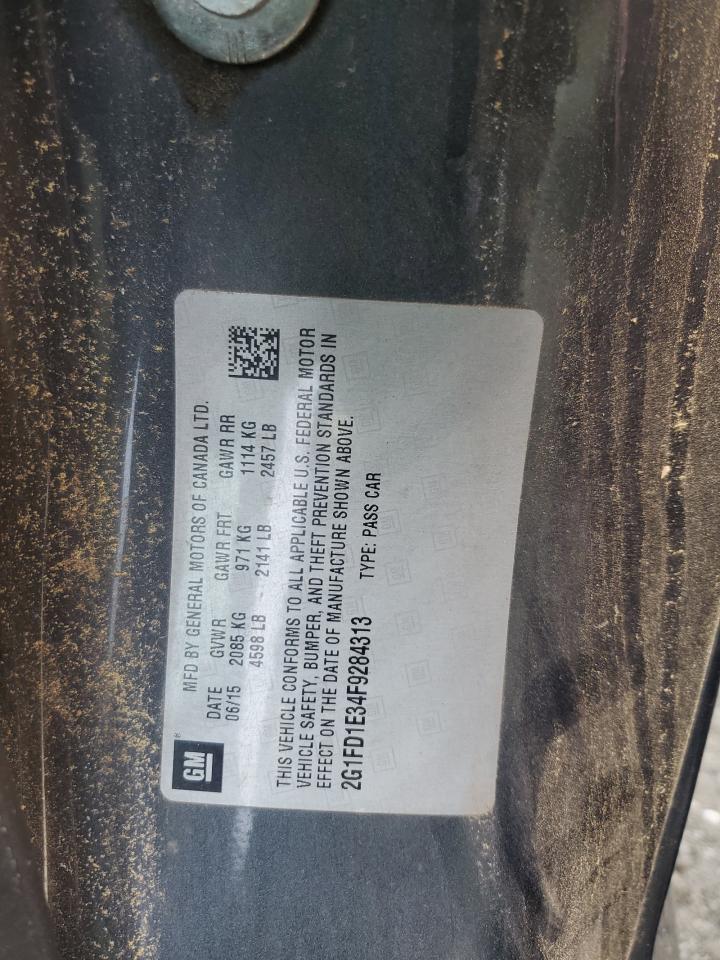 GM®
MFD BY GENERAL MOTORS OF CANADA LTD.
DATE GVWR GAWR FRT GAWR RR
06/15 2085 KG 971 KG 1114 KG
4598 LB 2141 LB 2457 LB
THIS VEHICLE CONFORMS TO ALL APPLICABLE U.S. FEDERAL MOTOR
VEHICLE SAFETY, BUMPER, AND THEFT PREVENTION STANDARDS IN
EFFECT ON THE DATE OF MANUFACTURE SHOWN ABOVE.
2G1FD1E34F9284313 TYPE: PASS CAR